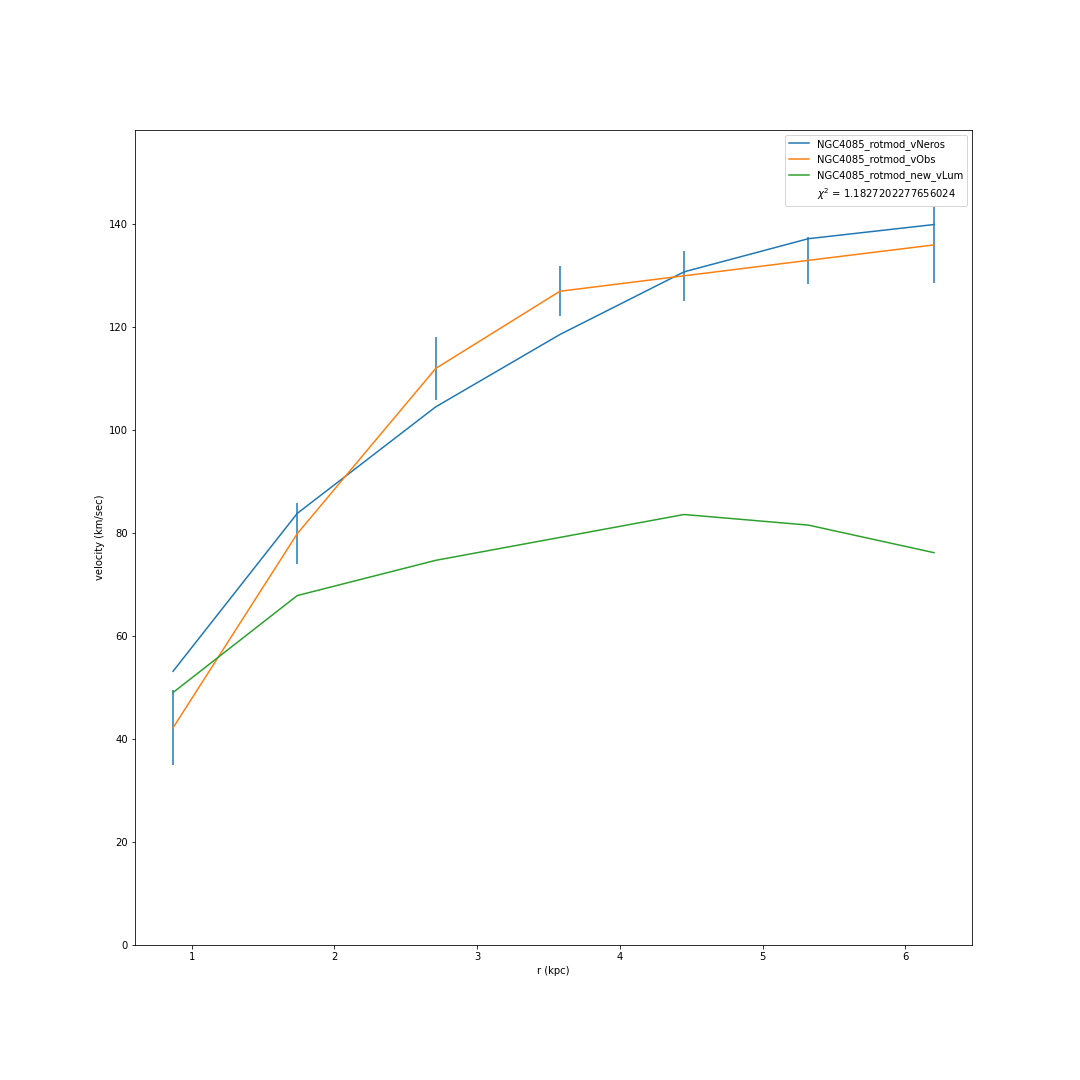 NGC4085_rotmod_vNeros
NGC4085_rotmod_vObs
NGC4085_rotmod_new_vLum
χ² = 1.1827202277656024
140
120
100
80
60
40
20
0
velocity (km/sec)
1 2 3 4 5 6
r (kpc)